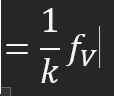 = 1/k f_V